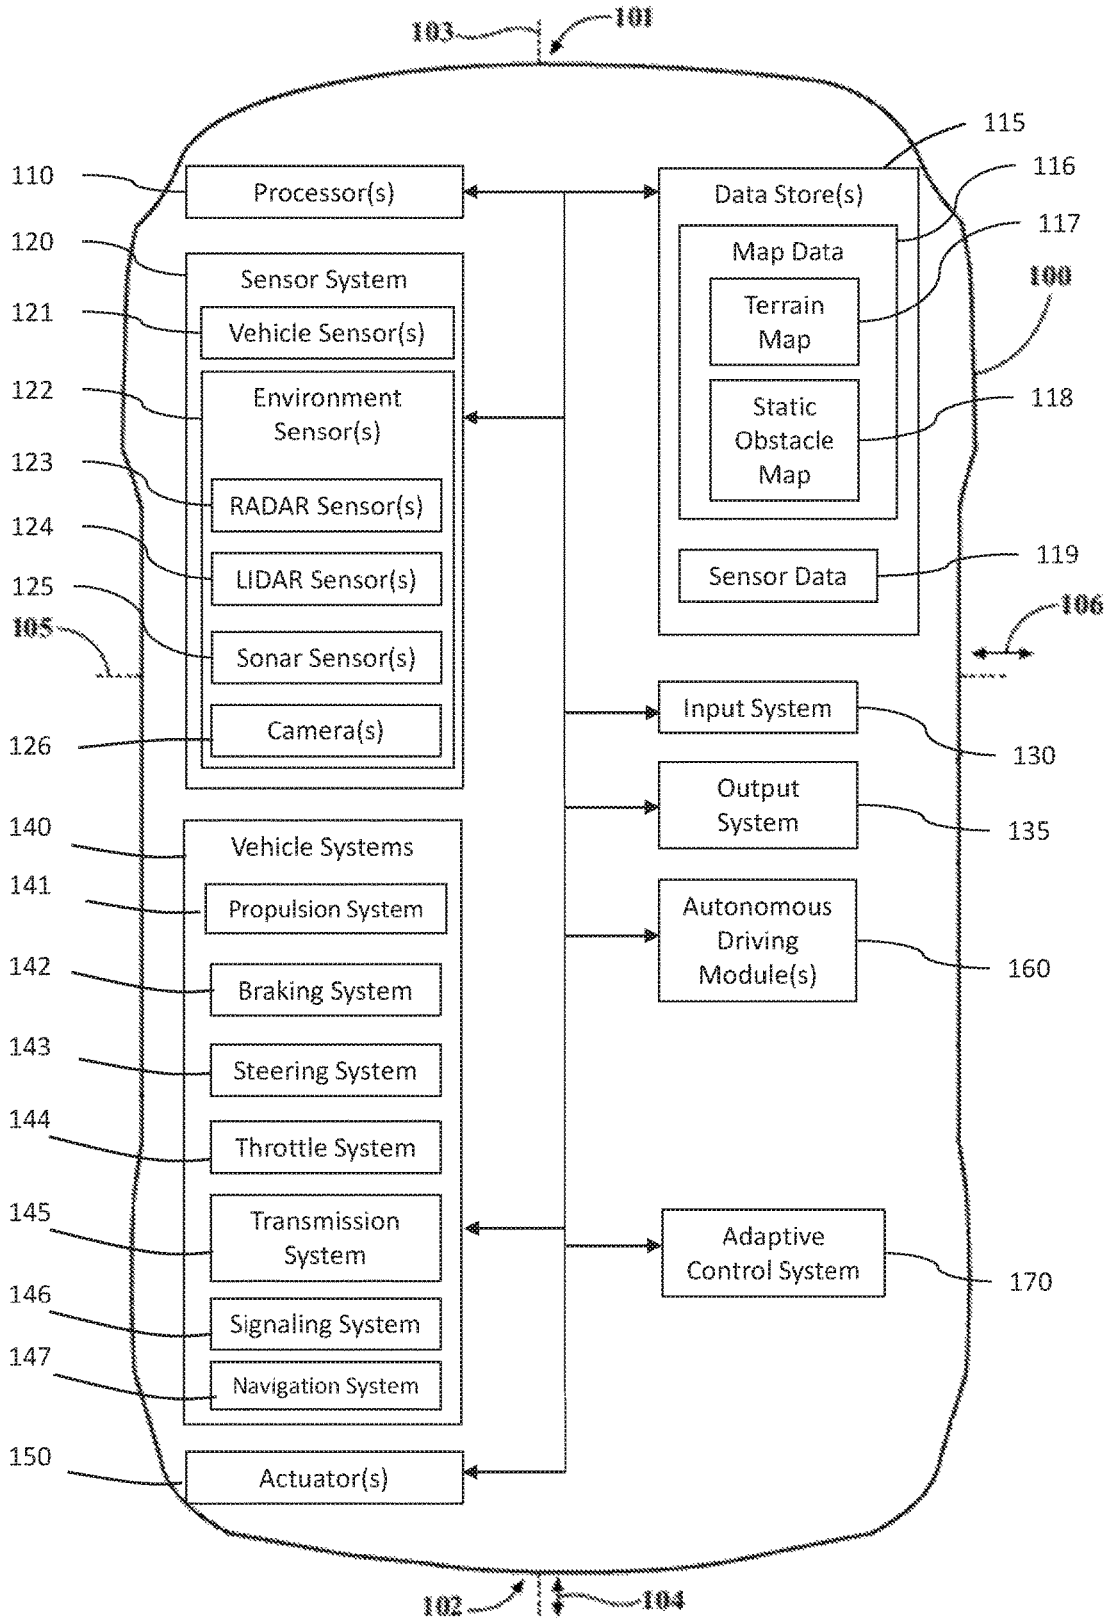 103
101
115
110
Processor(s)
Data Store(s)
116
117
120
Sensor System
Map Data
100
121
Vehicle Sensor(s)
Terrain
Map
122
Environment
Sensor(s)
Static
Obstacle
Map
118
123
RADAR Sensor(s)
124
LIDAR Sensor(s)
Sensor Data
119
125
105
106
Sonar Sensor(s)
126
Camera(s)
Input System
130
Output
System
135
140
Vehicle Systems
141
Propulsion System
Autonomous
Driving
Module(s)
160
142
Braking System
143
Steering System
144
Throttle System
145
Transmission
System
Adaptive
Control System
170
146
Signaling System
147
Navigation System
150
Actuator(s)
102
104